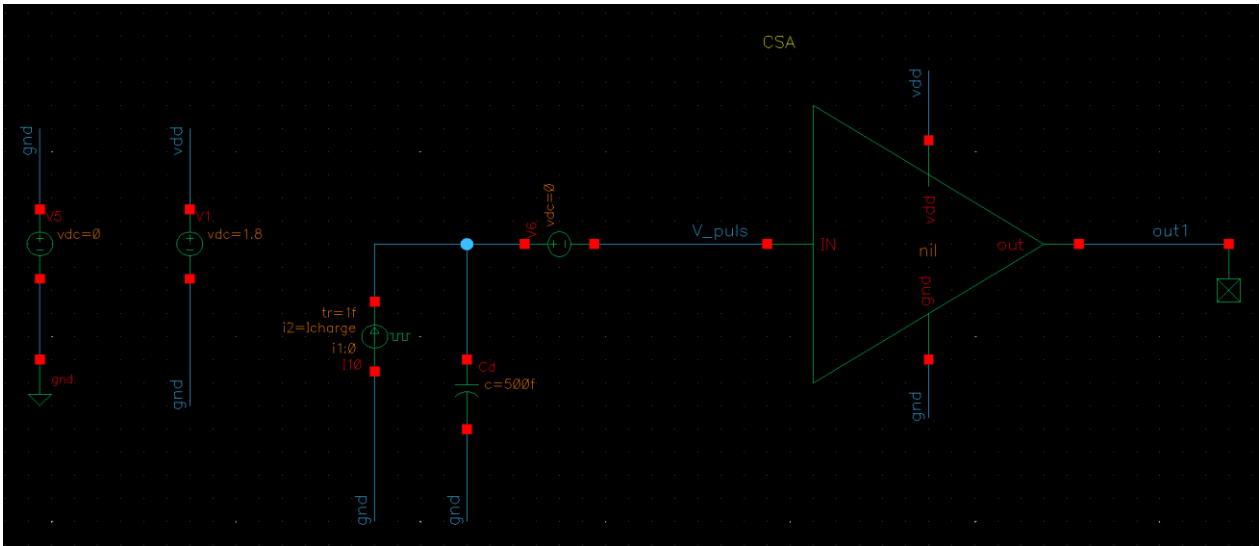 CSA
gnd
V5
vdc=0
gnd.
vdd
V1
vdc=1.8
gnd
tr=1f
i2=Icharge
i1:0
I10
gnd
Cd
c=500f
gnd
V6
vdc=0
V_puls
IN
vdd
vdd
nil
out
gnd
gnd
out1